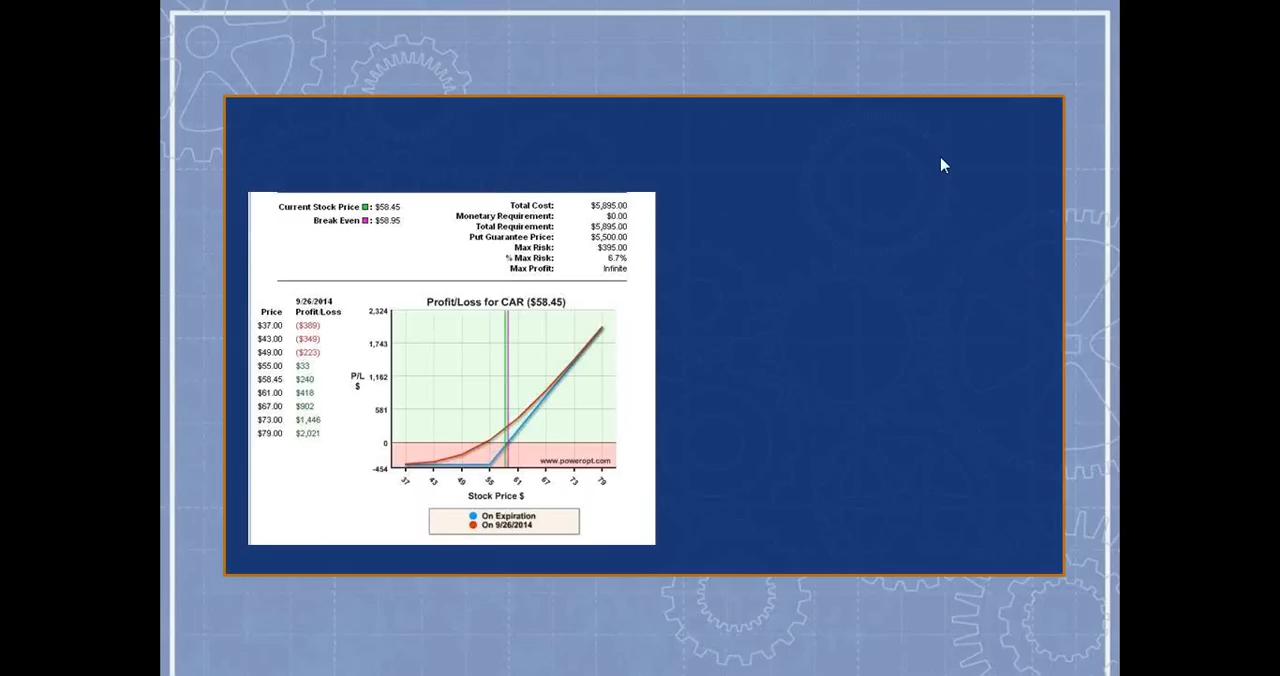 Current Stock Price : $58.45
Break Even : $58.95
Total Cost: $5,895.00
Monetary Requirement: $0.00
Total Requirement: $5,895.00
Put Guarantee Price: $5,500.00
Max Risk: $395.00
% Max Risk: 6.7%
Max Profit: Infinite
9/26/2014
Price Profit/Loss
$37.00 ($389)
$43.00 ($349)
$49.00 ($223)
$55.00 $33
$58.45 $240
$61.00 $418
$67.00 $902
$73.00 $1,446
$79.00 $2,021
Profit/Loss for CAR ($58.45)
2,324
1,743
P/L 1,162
$
581
0
-454
www.poweropt.com
37 43 49 55 61 67 73 79
Stock Price $
On Expiration
On 9/26/2014